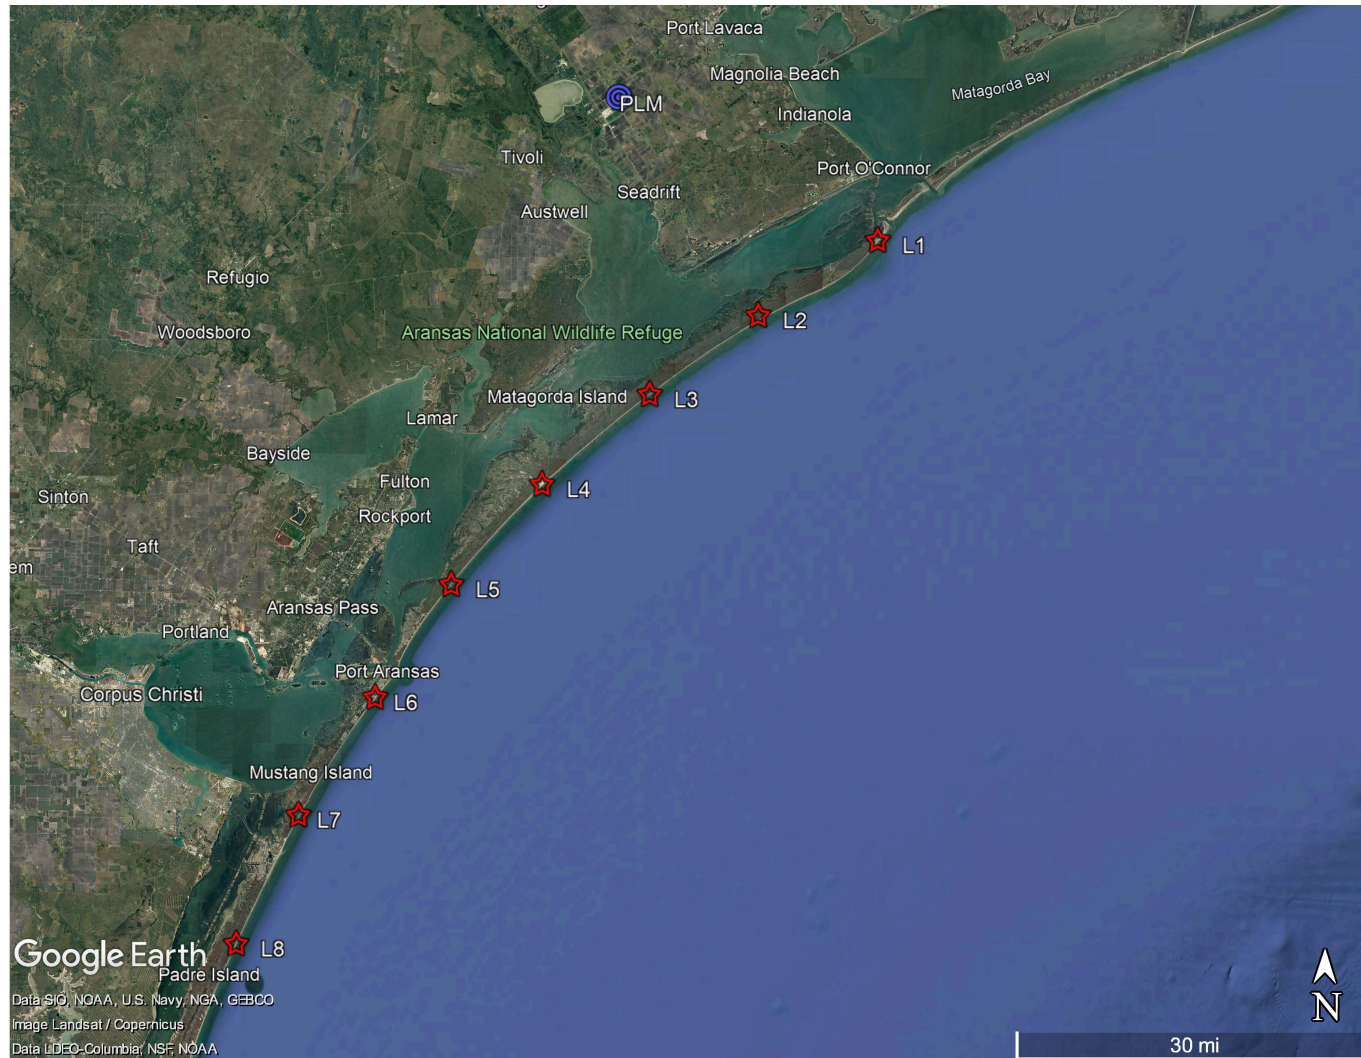 Port Lavaca
Magnolia Beach
Matagorda Bay
PLM
Indianola
Tivoli
Port O'Connor
Seadrift
Austwell
L1
Refugio
L2
Woodsboro
Aransas National Wildlife Refuge
Matagorda Island
L3
Lamar
Bayside
Fulton
L4
Sinton
Rockport
Taft
em
L5
Aransas Pass
Portland
Port Aransas
Corpus Christi
L6
Mustang Island
L7
L8
Google Earth
Padre Island
Data SIO, NOAA, U.S. Navy, NGA, GEBCO
Image Landsat / Copernicus
Data LDEO-Columbia, NSF, NOAA
N
30 mi